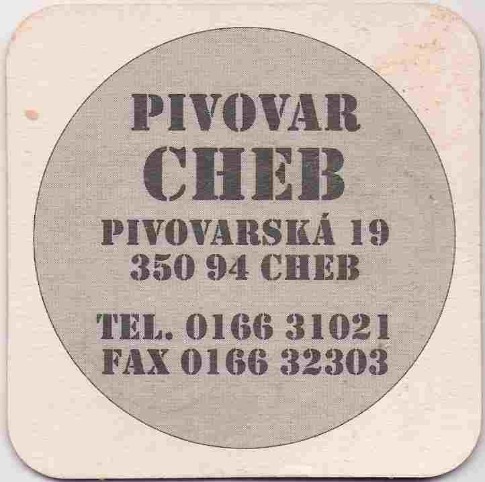 PIVOVAR
CHEB
PIVOVARSKÁ 19
350 94 CHEB
TEL. 0166 31021
FAX 0166 32303